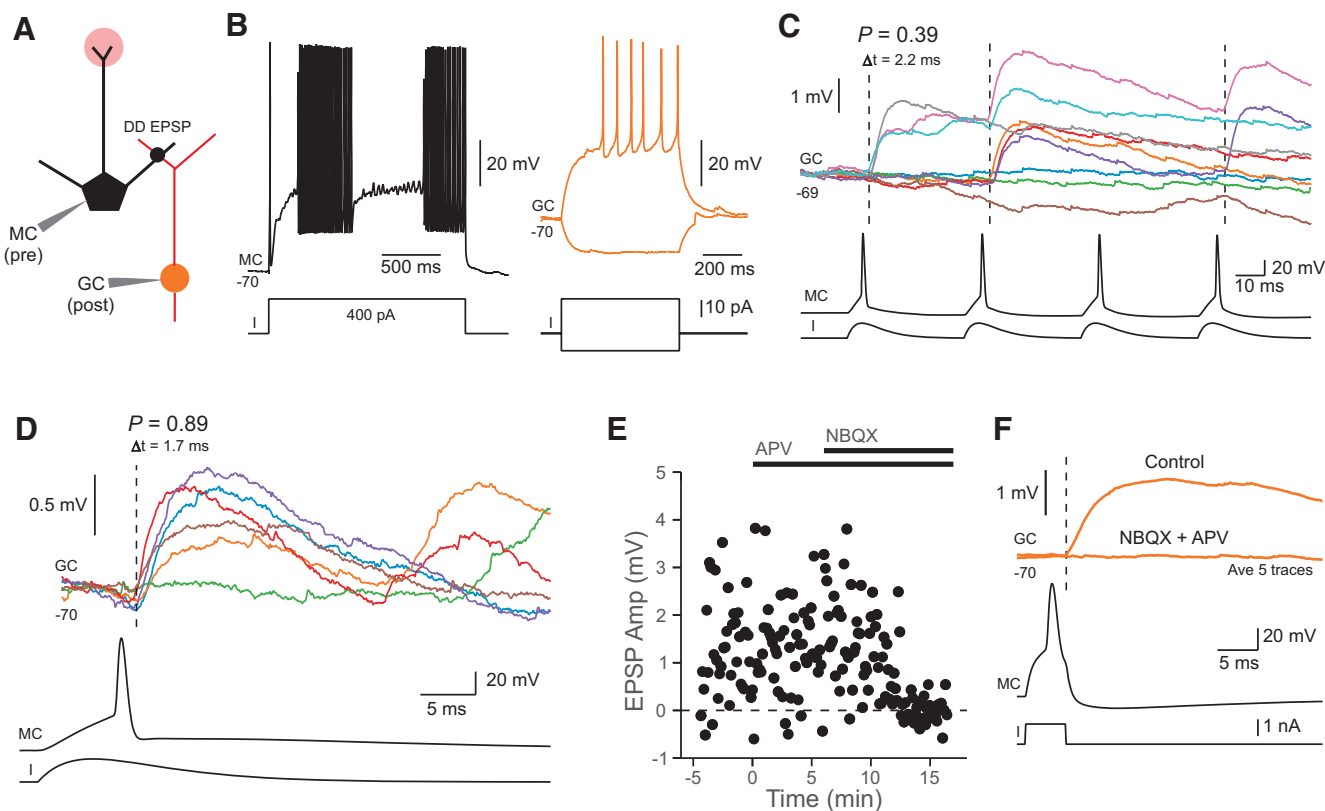 A
DD EPSP
MC
(pre)
GC
(post)
B
20 mV
MC
-70
500 ms
I
400 pA
20 mV
GC
-70
200 ms
10 pA
I
C
P = 0.39
Δt = 2.2 ms
1 mV
GC
-69
20 mV
10 ms
MC
I
D
P = 0.89
Δt = 1.7 ms
0.5 mV
GC
-70
20 mV
5 ms
MC
I
E
NBQX
APV
EPSP Amp (mV)
5
4
3
2
1
0
-1
-5 0 5 10 15
Time (min)
F
Control
1 mV
GC
NBQX + APV
-70
Ave 5 traces
20 mV
5 ms
MC
I
1 nA